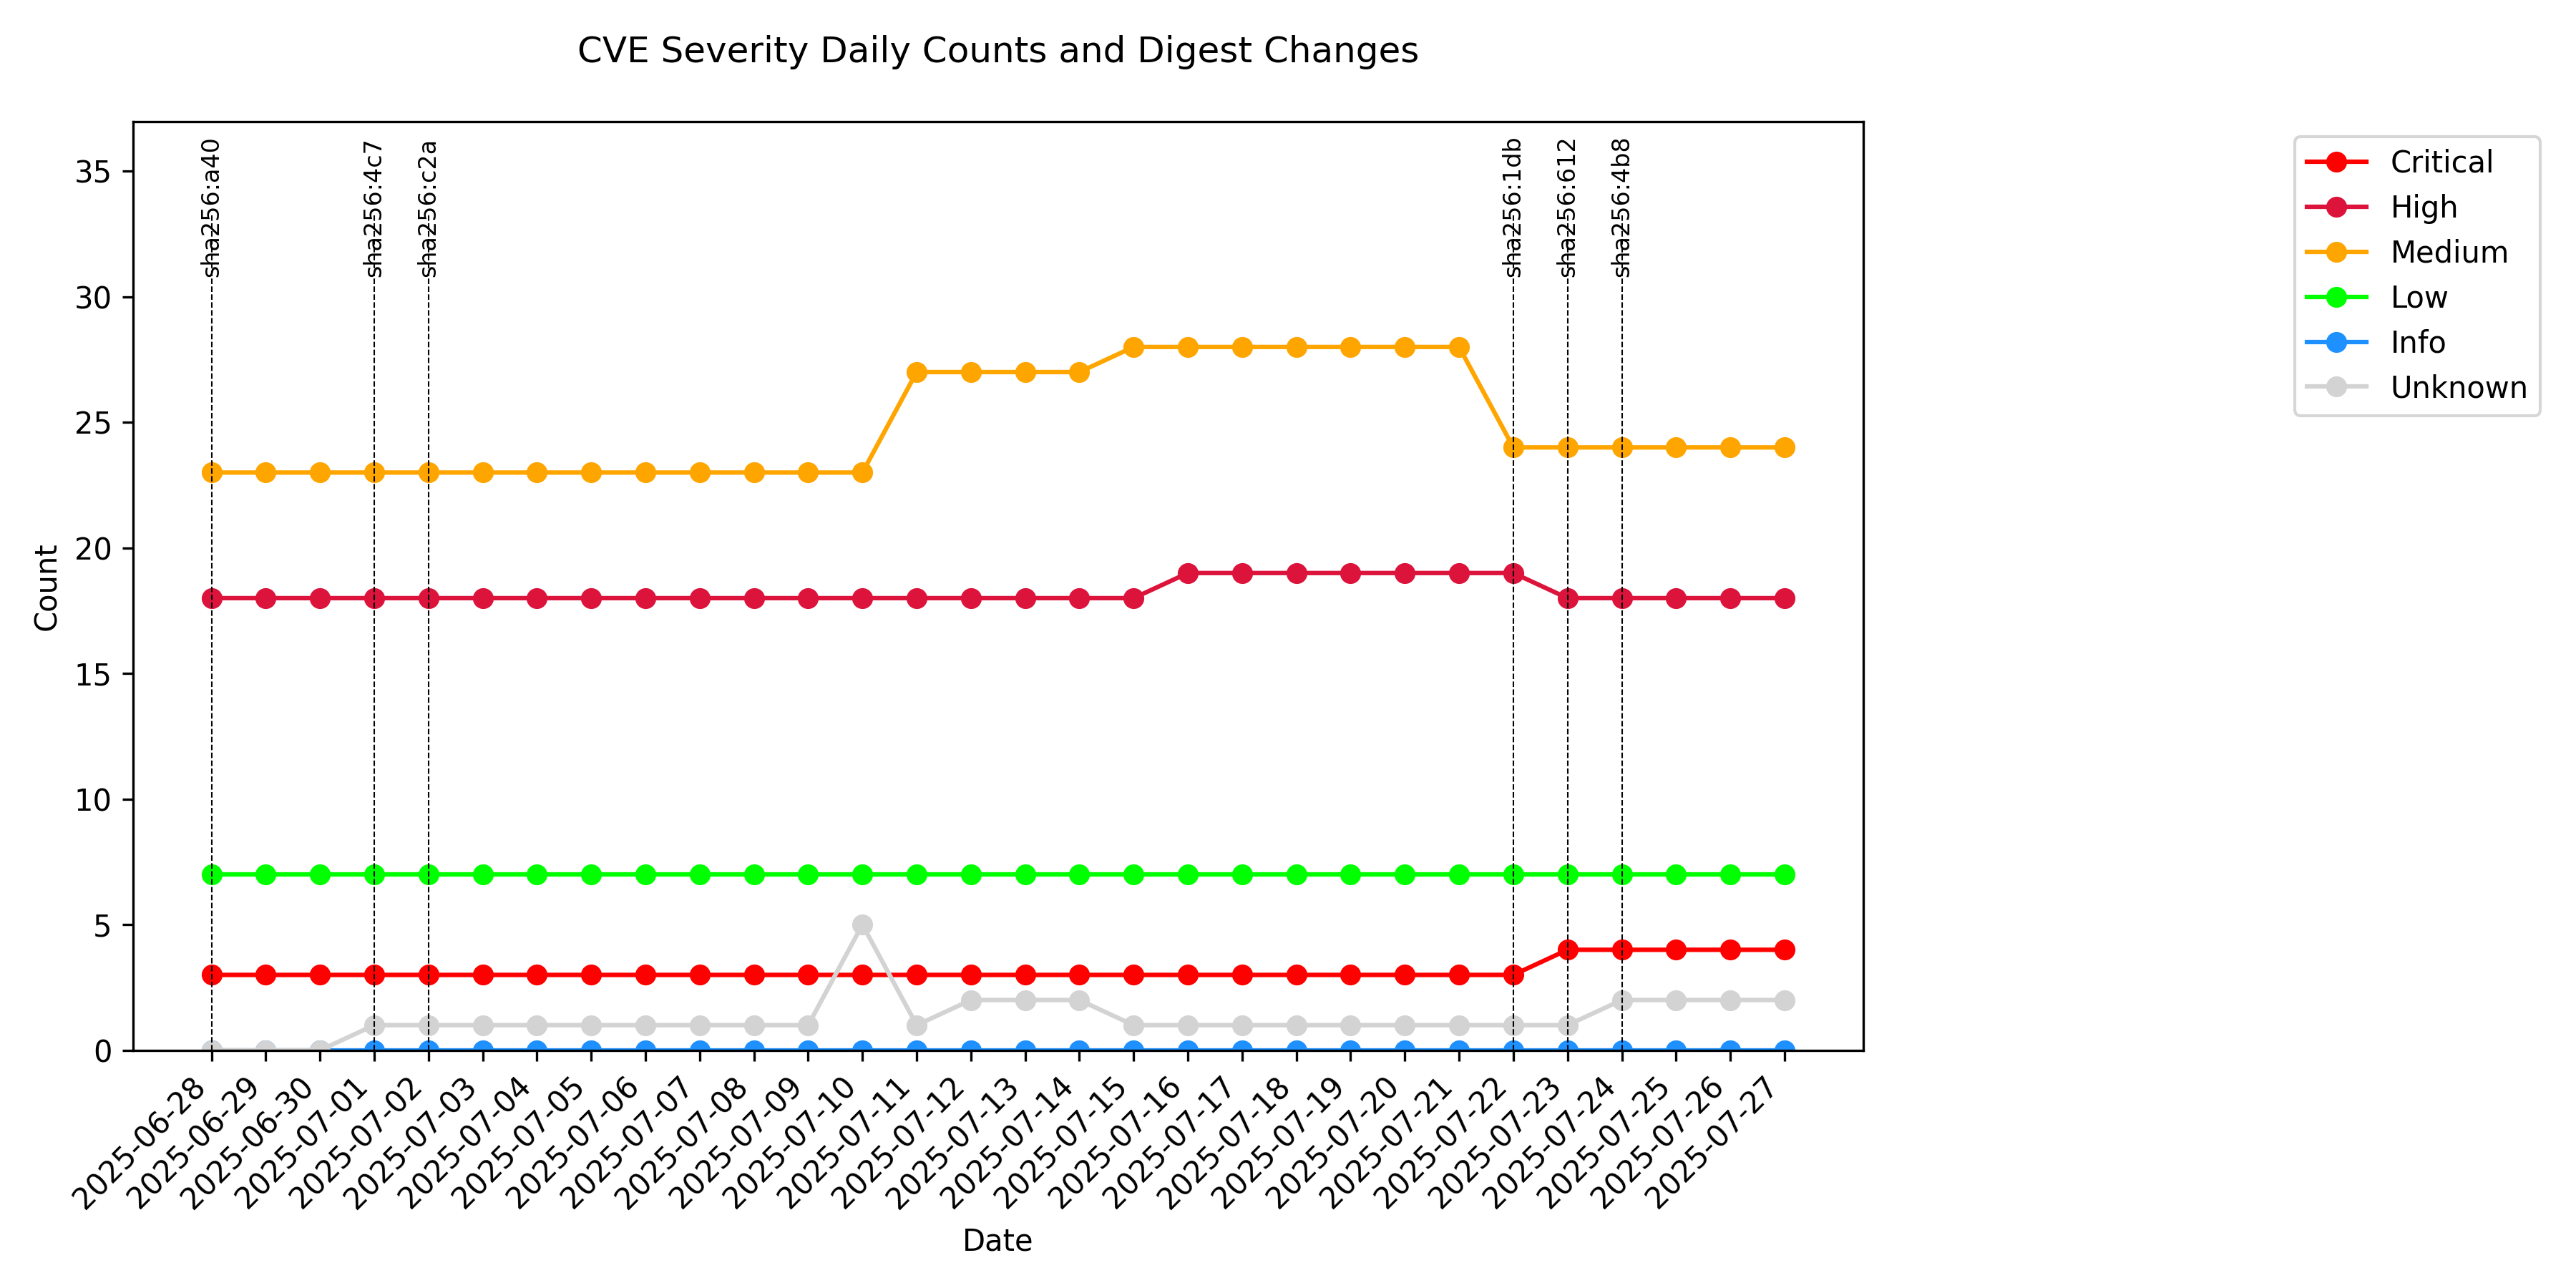 CVE Severity Daily Counts and Digest Changes
sha256:a40
sha256:4c7
sha256:c2a
sha256:1db
sha256:612
sha256:4b8
Critical
High
Medium
Low
Info
Unknown
Count
35
30
25
20
15
10
5
0
2025-06-28
2025-06-29
2025-06-30
2025-07-01
2025-07-02
2025-07-03
2025-07-04
2025-07-05
2025-07-06
2025-07-07
2025-07-08
2025-07-09
2025-07-10
2025-07-11
2025-07-12
2025-07-13
2025-07-14
2025-07-15
2025-07-16
2025-07-17
2025-07-18
2025-07-19
2025-07-20
2025-07-21
2025-07-22
2025-07-23
2025-07-24
2025-07-25
2025-07-26
2025-07-27
Date